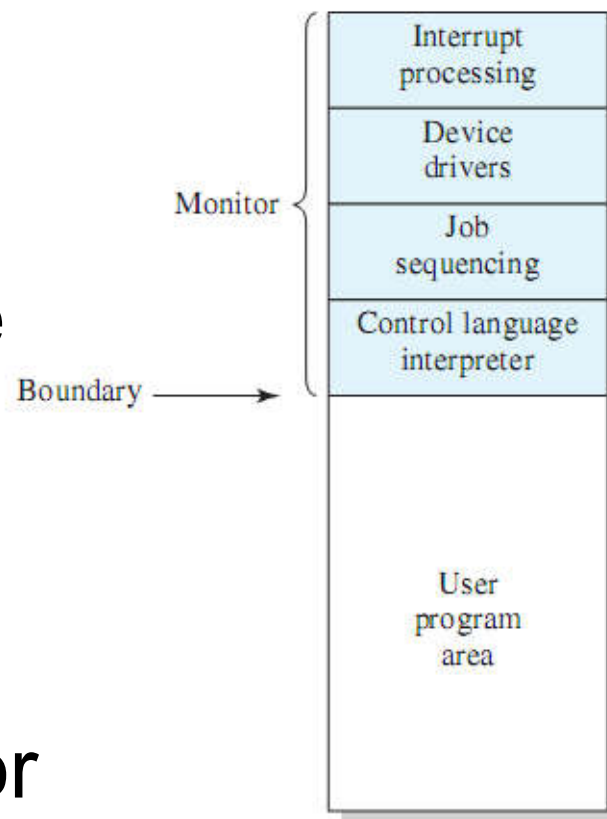 Interrupt
processing
Device
drivers
Monitor
Job
sequencing
Control language
interpreter
Boundary
User
program
area